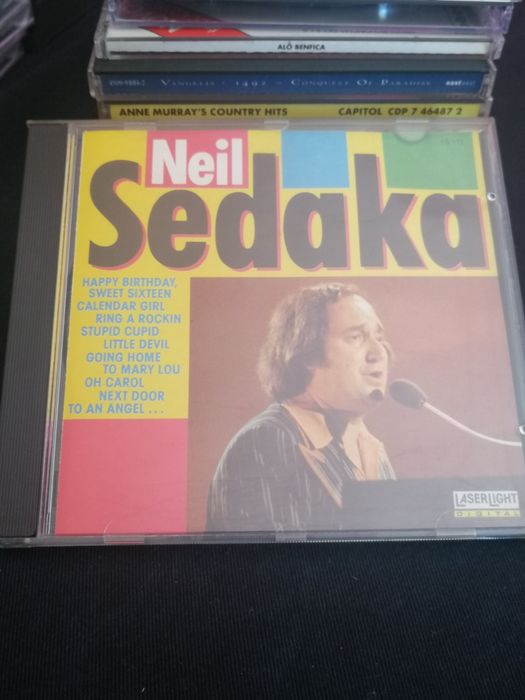 ALÔ BENFICA
VANGELIS · 1492 – CONQUEST OF PARADISE
ANNE MURRAY'S COUNTRY HITS CAPITOL CDP 7 46487 2
Neil
Sedaka
HAPPY BIRTHDAY,
SWEET SIXTEEN
CALENDAR GIRL
RING A ROCKIN
STUPID CUPID
LITTLE DEVIL
GOING HOME
TO MARY LOU
OH CAROL
NEXT DOOR
TO AN ANGEL...
LASERLIGHT
DIGITAL